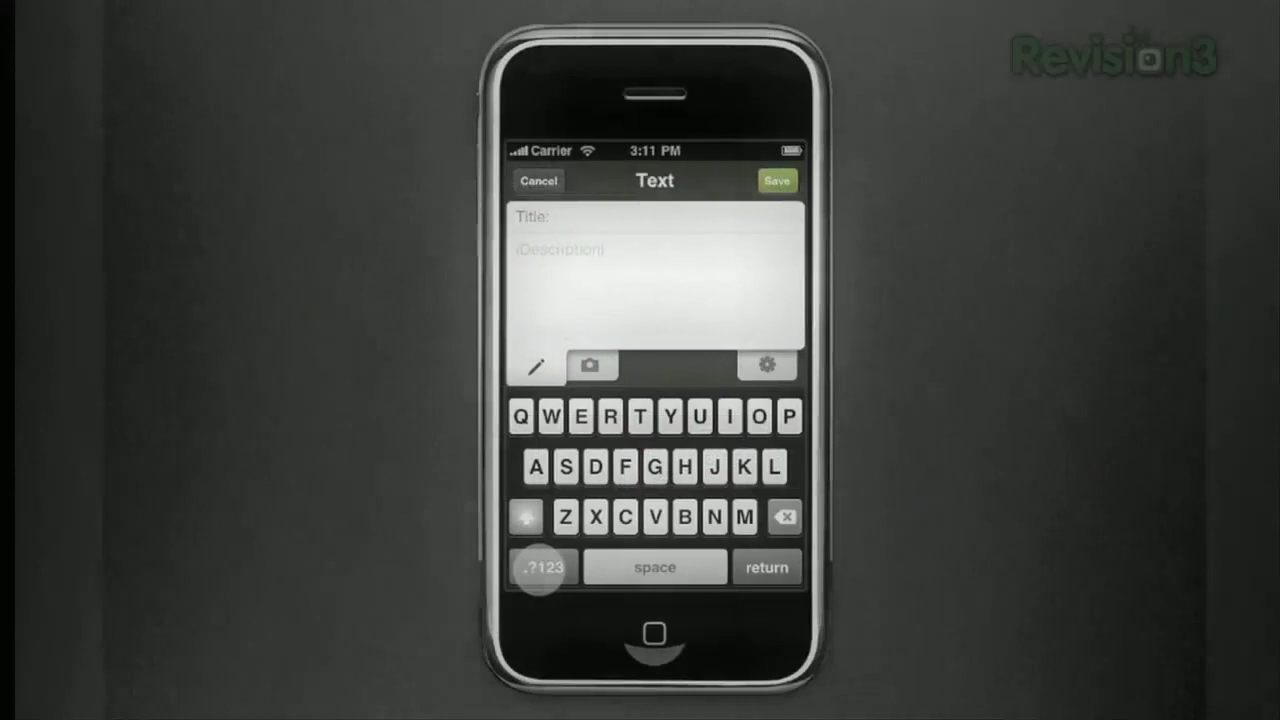 Revision3
Carrier 3:11 PM
Cancel Text Save
Title:
(Description)
Q W E R T Y U I O P
A S D F G H J K L
Z X C V B N M
.?123 space return